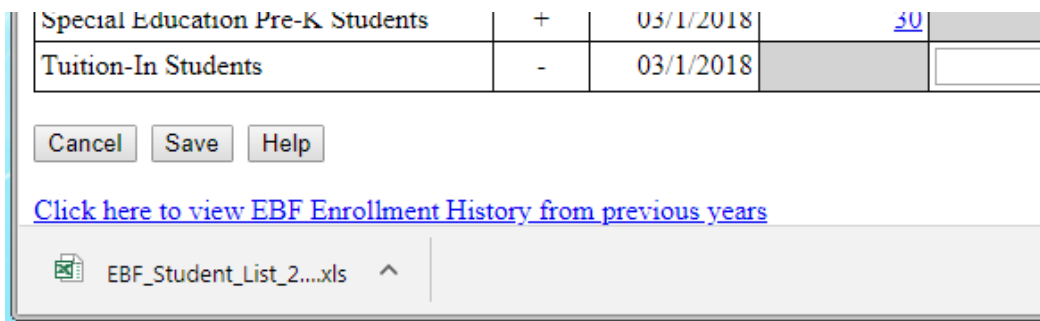 Special Education Pre-K Students + 03/1/2018 30
Tuition-In Students - 03/1/2018
Cancel Save Help
Click here to view EBF Enrollment History from previous years
EBF_Student_List_2....xls